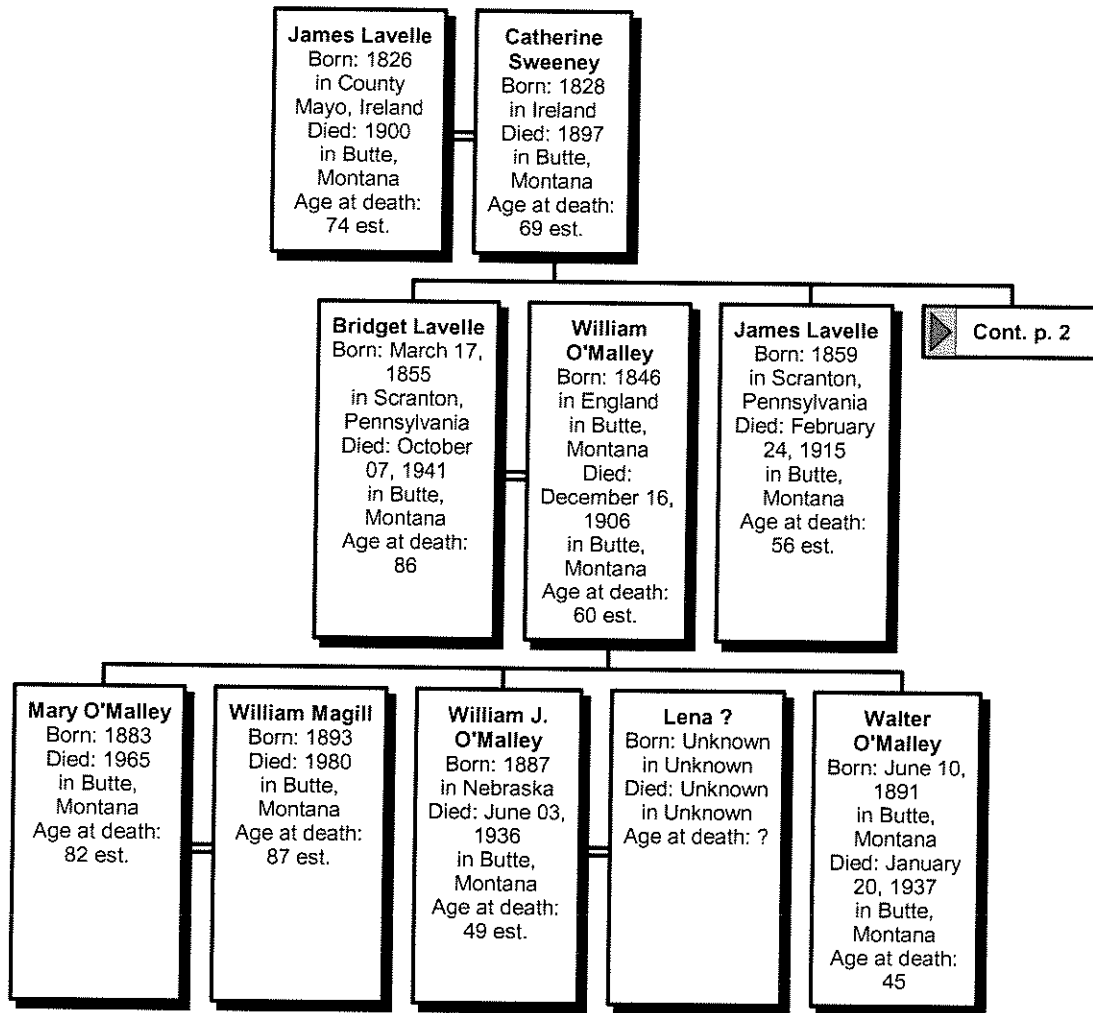 James Lavelle
Born: 1826
in County
Mayo, Ireland
Died: 1900
in Butte,
Montana
Age at death:
74 est.
Catherine
Sweeney
Born: 1828
in Ireland
Died: 1897
in Butte,
Montana
Age at death:
69 est.
Bridget Lavelle
Born: March 17,
1855
in Scranton,
Pennsylvania
Died: October
07, 1941
in Butte,
Montana
Age at death:
86
William
O'Malley
Born: 1846
in England
in Butte,
Montana
Died:
December 16,
1906
in Butte,
Montana
Age at death:
60 est.
James Lavelle
Born: 1859
in Scranton,
Pennsylvania
Died: February
24, 1915
in Butte,
Montana
Age at death:
56 est.
Cont. p. 2
Mary O'Malley
Born: 1883
Died: 1965
in Butte,
Montana
Age at death:
82 est.
William Magill
Born: 1893
Died: 1980
in Butte,
Montana
Age at death:
87 est.
William J.
O'Malley
Born: 1887
in Nebraska
Died: June 03,
1936
in Butte,
Montana
Age at death:
49 est.
Lena ?
Born: Unknown
in Unknown
Died: Unknown
in Unknown
Age at death: ?
Walter
O'Malley
Born: June 10,
1891
in Butte,
Montana
Died: January
20, 1937
in Butte,
Montana
Age at death:
45